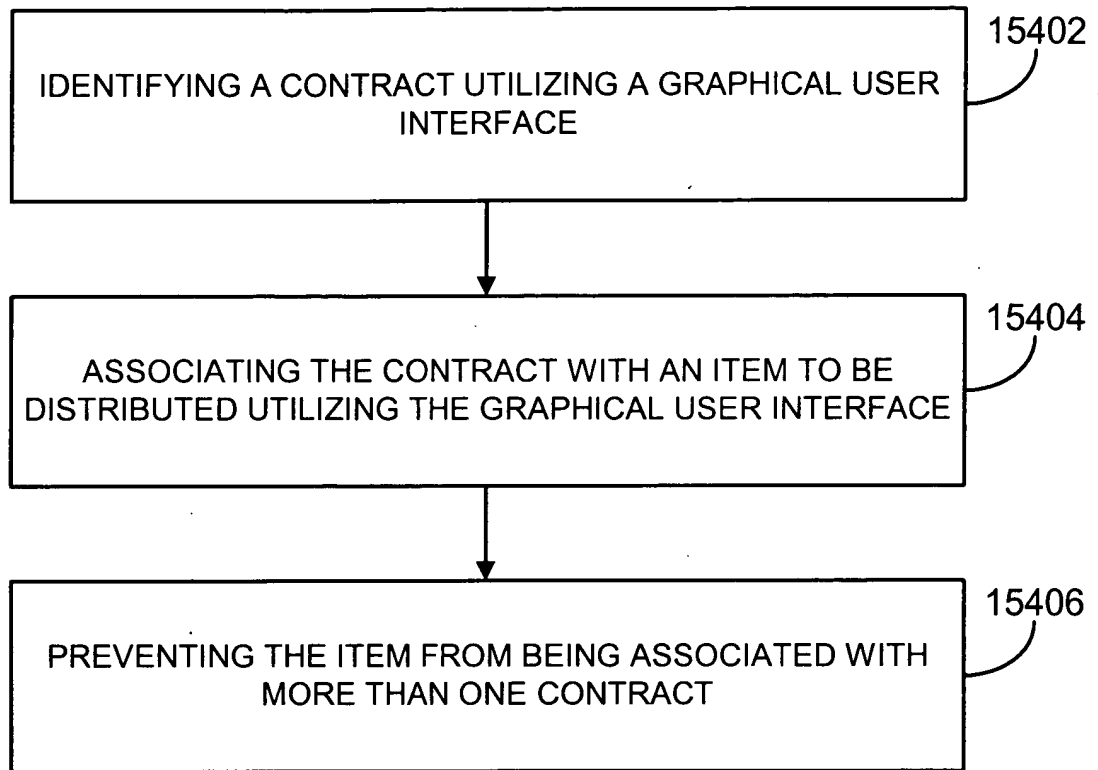 15402
IDENTIFYING A CONTRACT UTILIZING A GRAPHICAL USER
INTERFACE
15404
ASSOCIATING THE CONTRACT WITH AN ITEM TO BE
DISTRIBUTED UTILIZING THE GRAPHICAL USER INTERFACE
15406
PREVENTING THE ITEM FROM BEING ASSOCIATED WITH
MORE THAN ONE CONTRACT